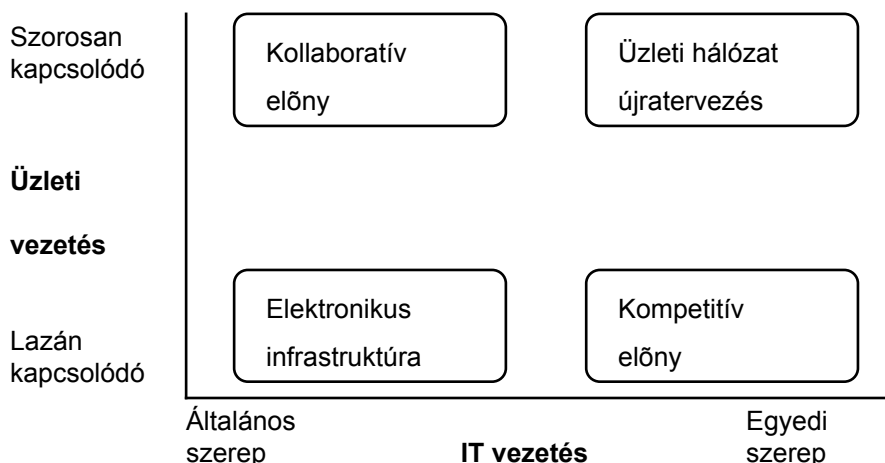 Szorosan
kapcsolódó
Kollaboratív
elõny
Üzleti hálózat
újratervezés
Üzleti
vezetés
Elektronikus
infrastruktúra
Kompetitív
elõny
Lazán
kapcsolódó
Általános
szerep
IT vezetés
Egyedi
szerep